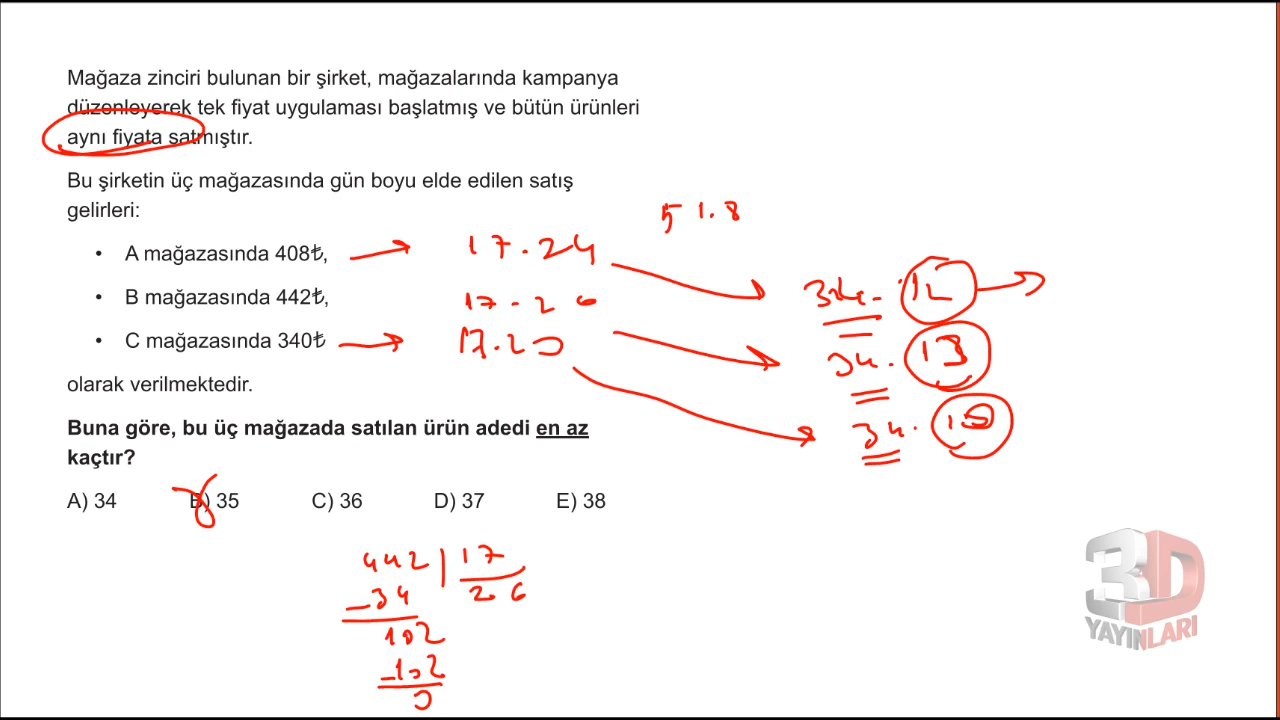 Mağaza zinciri bulunan bir şirket, mağazalarında kampanya
düzenleyerek tek fiyat uygulaması başlatmış ve bütün ürünleri
aynı fiyata satmıştır.
Bu şirketin üç mağazasında gün boyu elde edilen satış
gelirleri:
• A mağazasında 408₺,
• B mağazasında 442₺,
• C mağazasında 340₺
olarak verilmektedir.
Buna göre, bu üç mağazada satılan ürün adedi en az
kaçtır?
A) 34 B) 35 C) 36 D) 37 E) 38
51.8
17.24
17.26
17.20
34.12
34.13
34.10
442 | 17
-34 26
102
-102
0
3D
YAYINLARI